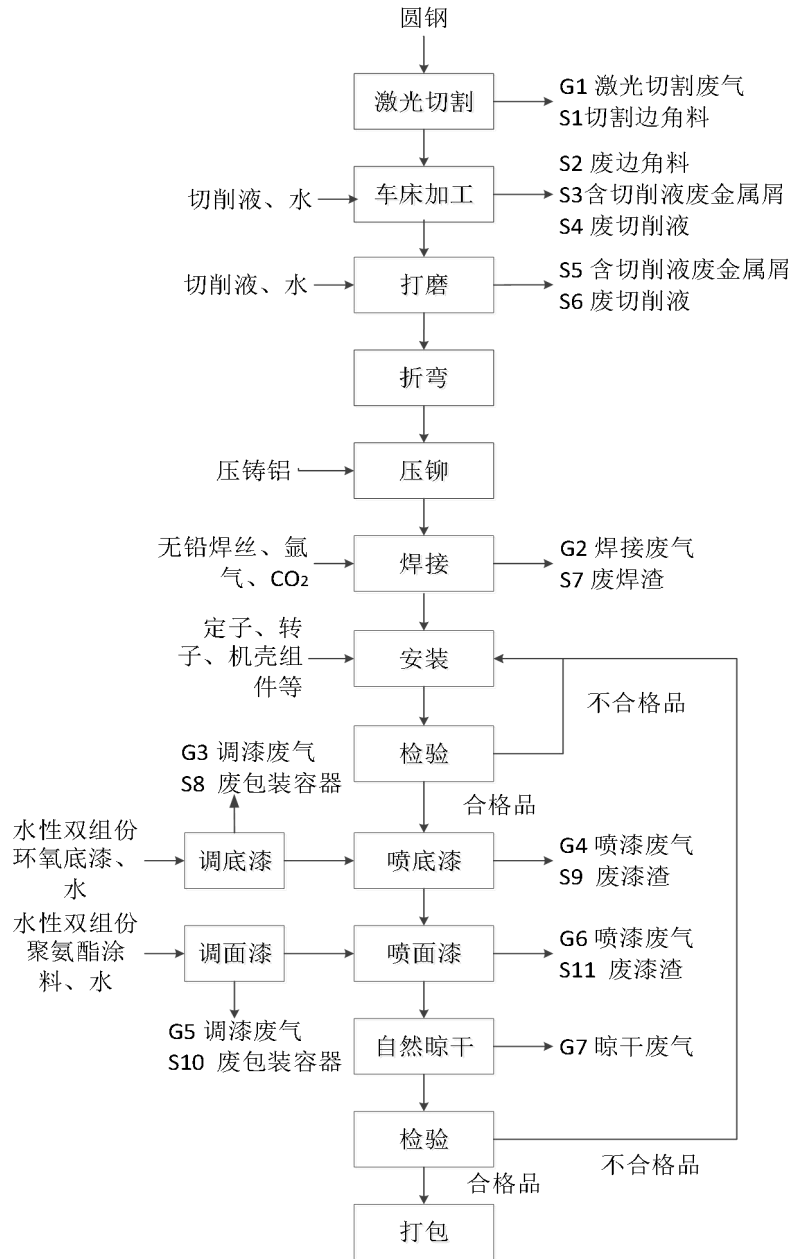 圆钢
激光切割
G1 激光切割废气
S1切割边角料
切削液、水
车床加工
S2 废边角料
S3含切削液废金属屑
S4 废切削液
切削液、水
打磨
S5 含切削液废金属屑
S6 废切削液
折弯
压铸铝
压铆
无铅焊丝、氩
气、CO₂
焊接
G2 焊接废气
S7 废焊渣
定子、转
子、机壳组
件等
安装
不合格品
检验
G3 调漆废气
S8 废包装容器
合格品
水性双组份
环氧底漆、
水
调底漆
喷底漆
G4 喷漆废气
S9 废漆渣
水性双组份
聚氨酯涂
料、水
调面漆
喷面漆
G6 喷漆废气
S11 废漆渣
G5 调漆废气
S10 废包装容器
自然晾干
G7 晾干废气
检验
不合格品
合格品
打包